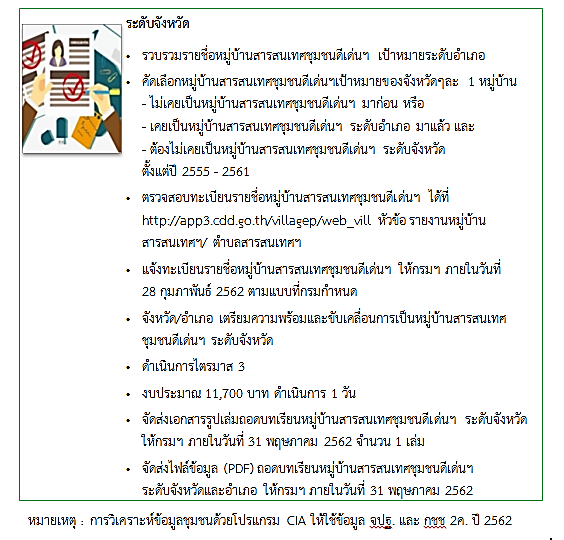 ระดับจังหวัด
• รวบรวมรายชื่อหมู่บ้านสารสนเทศชุมชนดีเด่นฯ เป้าหมายระดับอำเภอ
• คัดเลือกหมู่บ้านสารสนเทศชุมชนดีเด่นฯเป้าหมายของจังหวัดๆละ 1 หมู่บ้าน
- ไม่เคยเป็นหมู่บ้านสารสนเทศชุมชนดีเด่นฯ มาก่อน หรือ
- เคยเป็นหมู่บ้านสารสนเทศชุมชนดีเด่นฯ ระดับอำเภอ มาแล้ว และ
- ต้องไม่เคยเป็นหมู่บ้านสารสนเทศชุมชนดีเด่นฯ ระดับจังหวัด
ตั้งแต่ปี 2555 - 2561
• ตรวจสอบทะเบียนรายชื่อหมู่บ้านสารสนเทศชุมชนดีเด่นฯ ได้ที่
http://app3.cdd.go.th/villagep/web_vill หัวข้อ รายงานหมู่บ้าน
สารสนเทศฯ/ ตำบลสารสนเทศฯ
• แจ้งทะเบียนรายชื่อหมู่บ้านสารสนเทศชุมชนดีเด่นฯ ให้กรมฯ ภายในวันที่
28 กุมภาพันธ์ 2562 ตามแบบที่กรมกำหนด
• จังหวัด/อำเภอ เตรียมความพร้อมและขับเคลื่อนการเป็นหมู่บ้านสารสนเทศ
ชุมชนดีเด่นฯ ระดับจังหวัด
• ดำเนินการไตรมาส 3
• งบประมาณ 11,700 บาท ดำเนินการ 1 วัน
• จัดส่งเอกสารรูปเล่มถอดบทเรียนหมู่บ้านสารสนเทศชุมชนดีเด่นฯ ระดับจังหวัด
ให้กรมฯ ภายในวันที่ 31 พฤษภาคม 2562 จำนวน 1 เล่ม
• จัดส่งไฟล์ข้อมูล (PDF) ถอดบทเรียนหมู่บ้านสารสนเทศชุมชนดีเด่นฯ
ระดับจังหวัดและอำเภอ ให้กรมฯ ภายในวันที่ 31 พฤษภาคม 2562
หมายเหตุ : การวิเคราะห์ข้อมูลชุมชนด้วยโปรแกรม CIA ให้ใช้ข้อมูล จปฐ. และ กชช 2ค. ปี 2562